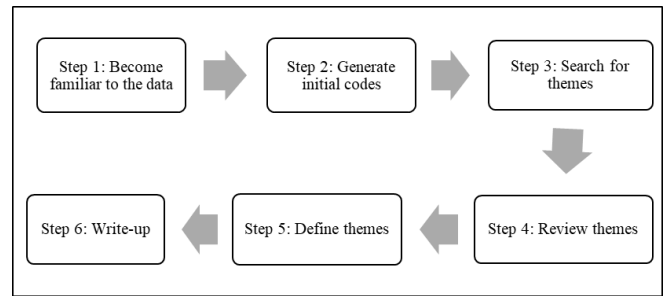 Step 1: Become
familiar to the data
Step 2: Generate
initial codes
Step 3: Search for
themes
Step 4: Review themes
Step 5: Define themes
Step 6: Write-up